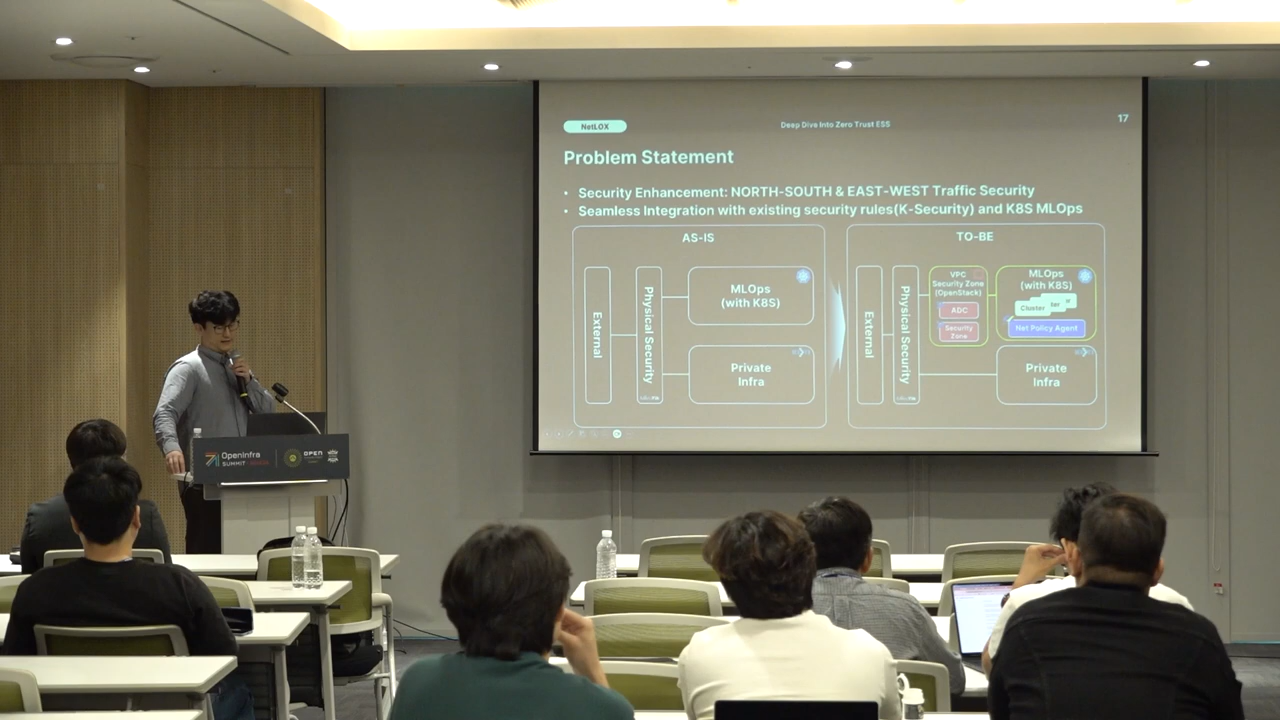 NetLOX
Deep Dive Into Zero Trust ESS
17
Problem Statement
• Security Enhancement: NORTH-SOUTH & EAST-WEST Traffic Security
• Seamless Integration with existing security rules(K-Security) and K8S MLOps
AS-IS
External
Physical Security
MLOps
(with K8S)
Private
Infra
TO-BE
External
Physical Security
VPC
Security Zone
(OpenStack)
ADC
Security
Zone
MLOps
(with K8S)
Cluster
Net Policy Agent
Private
Infra
OpenInfra
SUMMIT
OPEN